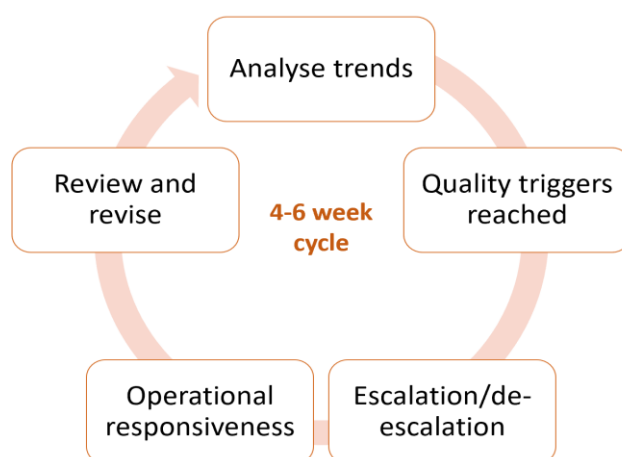 Analyse trends
Quality triggers
reached
Escalation/de-
escalation
Operational
responsiveness
Review and
revise
4-6 week
cycle